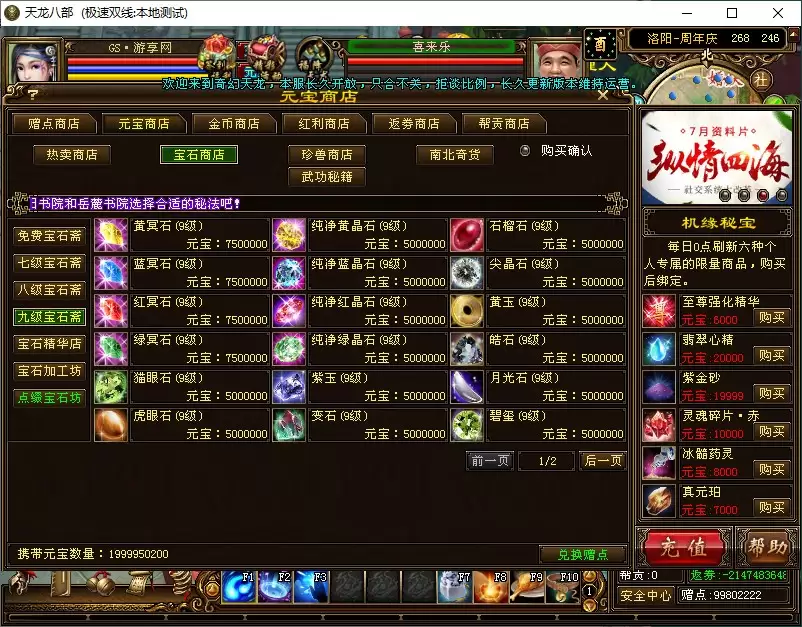 天龙八部 (极速双线:本地测试)
GS·游享网
喜来乐
酉
洛阳-周年庆 268 246
北
社
欢迎来到奇幻天龙，本服长久开放，只合不关，拒谈比例，长久更新版本维持运营。
元宝商店
赠点商店
元宝商店
金币商店
红利商店
返券商店
帮贡商店
热卖商店
宝石商店
珍兽商店
南北奇货
购买确认
武功秘籍
书院和岳麓书院选择合适的秘法吧！
免费宝石斋
七级宝石斋
八级宝石斋
九级宝石斋
宝石精华店
宝石加工坊
点缀宝石坊
黄冥石(9级)
元宝：7500000
纯净黄晶石(9级)
元宝：5000000
石榴石(9级)
元宝：5000000
蓝冥石(9级)
元宝：7500000
纯净蓝晶石(9级)
元宝：5000000
尖晶石(9级)
元宝：5000000
红冥石(9级)
元宝：7500000
纯净红晶石(9级)
元宝：5000000
黄玉(9级)
元宝：5000000
绿冥石(9级)
元宝：7500000
纯净绿晶石(9级)
元宝：5000000
皓石(9级)
元宝：5000000
猫眼石(9级)
元宝：5000000
紫玉(9级)
元宝：5000000
月光石(9级)
元宝：5000000
虎眼石(9级)
元宝：5000000
变石(9级)
元宝：5000000
碧玺(9级)
元宝：5000000
前一页
1/2
后一页
携带元宝数量：1999950200
兑换赠点
7月资料片
纵情四海
机缘秘宝
每日0点刷新六种个
人专属的限量商品，购买
后绑定。
至尊强化精华
元宝:6000
购买
翡翠心精
元宝:20000
购买
紫金砂
元宝:19999
购买
灵魂碎片·赤
元宝:10000
购买
冰髓药灵
元宝:8000
购买
真元珀
元宝:7000
购买
充值
帮助
F1
F2
F3
F7
F8
F9
F10
1
帮贡:0
返券:-2147483648
安全中心
赠点:99802222